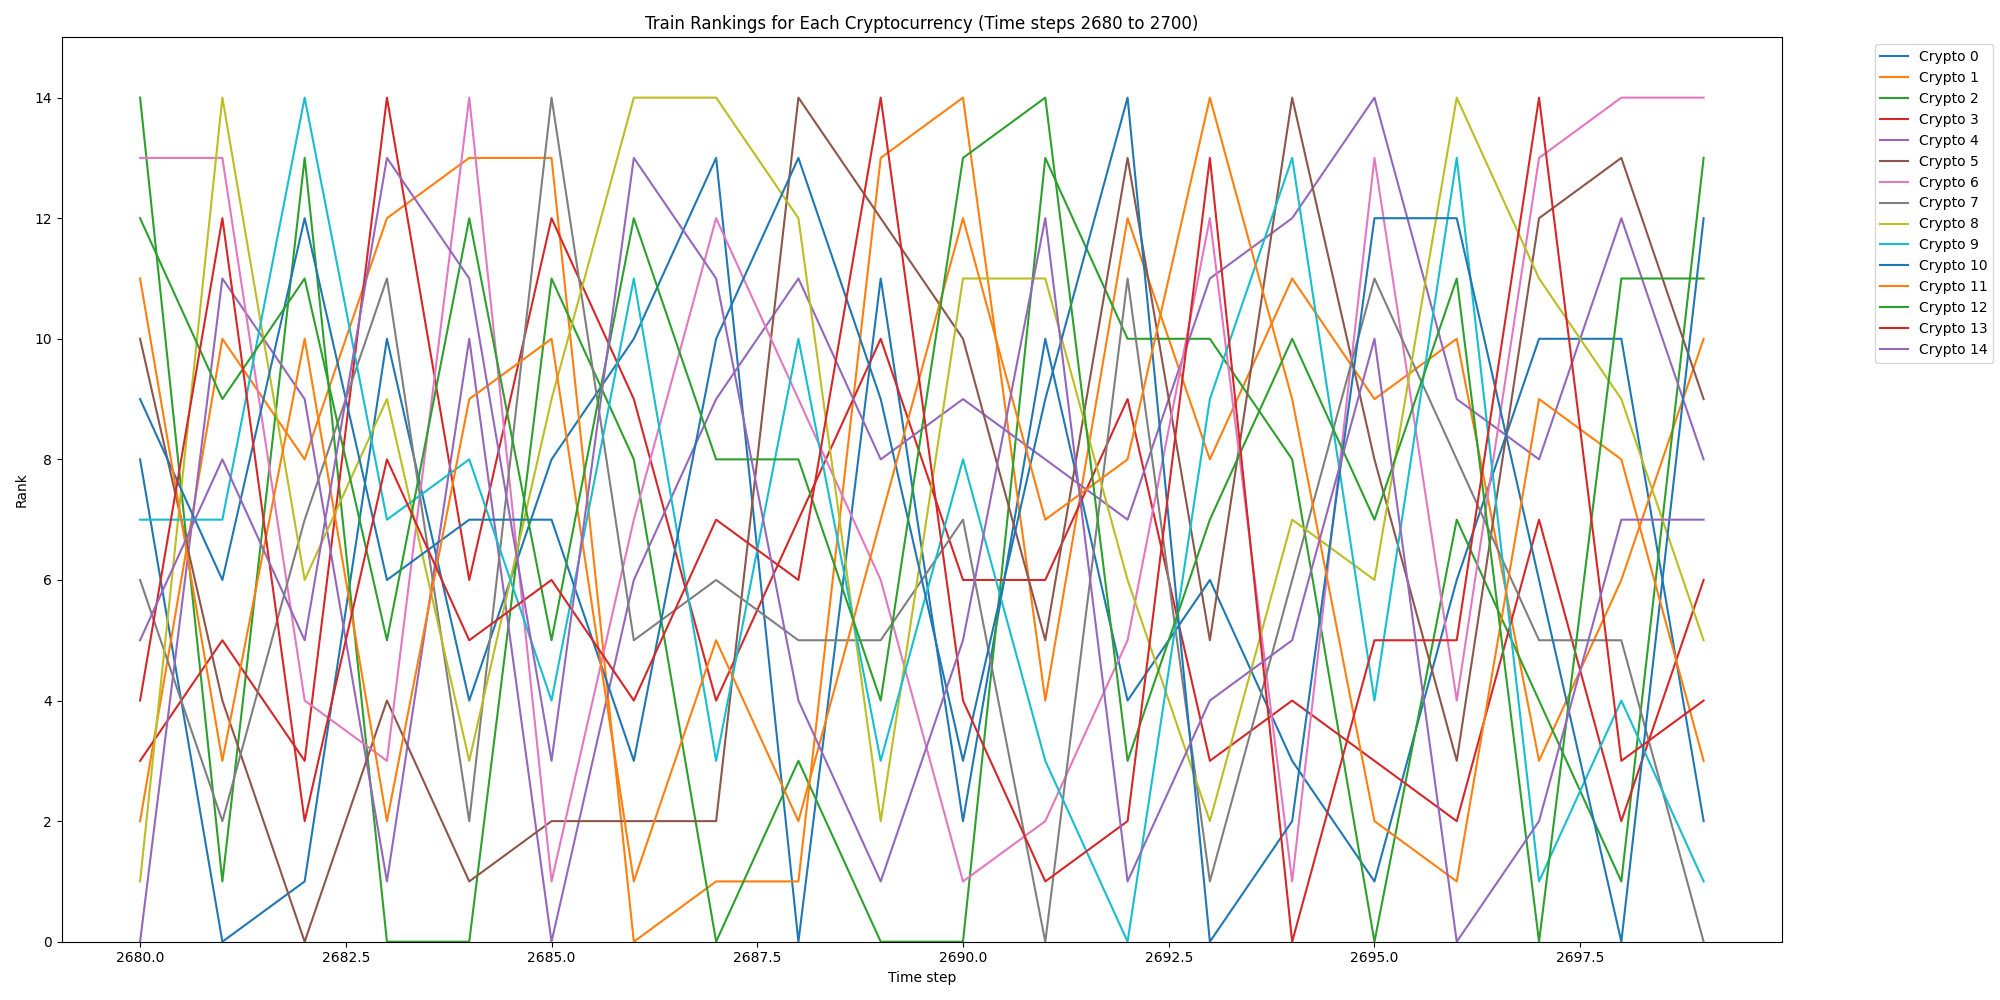 Train Rankings for Each Cryptocurrency (Time steps 2680 to 2700)
Rank
14
12
10
8
6
4
2
0
2680.0 2682.5 2685.0 2687.5 2690.0 2692.5 2695.0 2697.5
Time step
Crypto 0
Crypto 1
Crypto 2
Crypto 3
Crypto 4
Crypto 5
Crypto 6
Crypto 7
Crypto 8
Crypto 9
Crypto 10
Crypto 11
Crypto 12
Crypto 13
Crypto 14